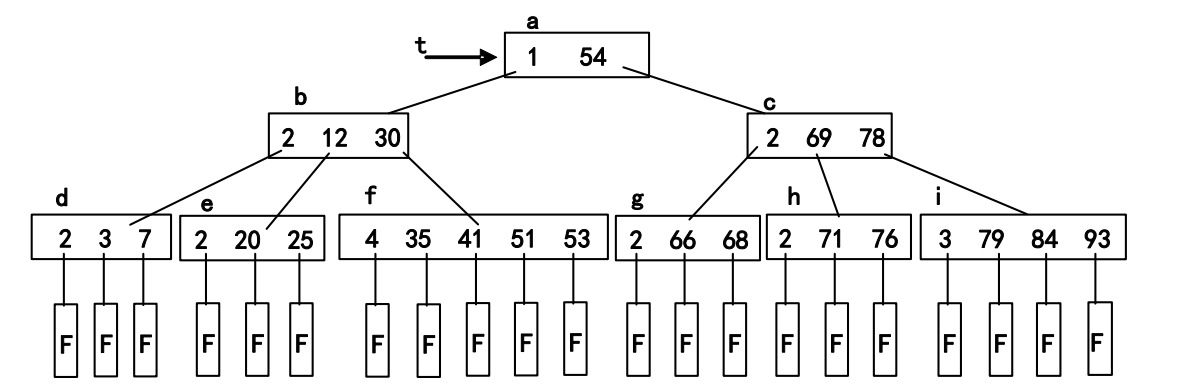 a
t
1 54
b
c
2 12 30
2 69 78
d
e
f
g
h
i
2 3 7
2 20 25
4 35 41 51 53
2 66 68
2 71 76
3 79 84 93
F F F F F F F F F F F F F F F F F F F F F